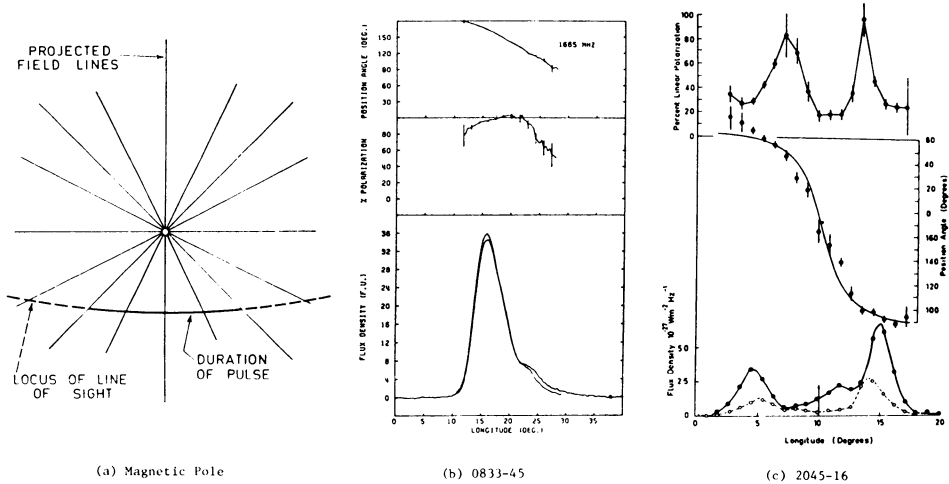 PROJECTED
FIELD LINES
LOCUS OF LINE
OF SIGHT
DURATION
OF PULSE
(a) Magnetic Pole
POSITION ANGLE (DEG.)
150
120
90
60
30
1665 MHZ
% POLARIZATION
80
60
40
20
0
FLUX DENSITY (F.U.)
36
32
28
24
20
16
12
8
4
0
0 5 10 15 20 25 30 35
LONGITUDE (DEG.)
(b) 0833-45
Percent Linear Polarization
100
80
60
40
20
0
60
40
20
0
160
140
120
100
Position Angle (Degrees)
Flux Density 10⁻²⁷ Wm⁻² Hz⁻¹
50
2·5
0
0 5 10 15 20
Longitude (Degrees)
(c) 2045-16